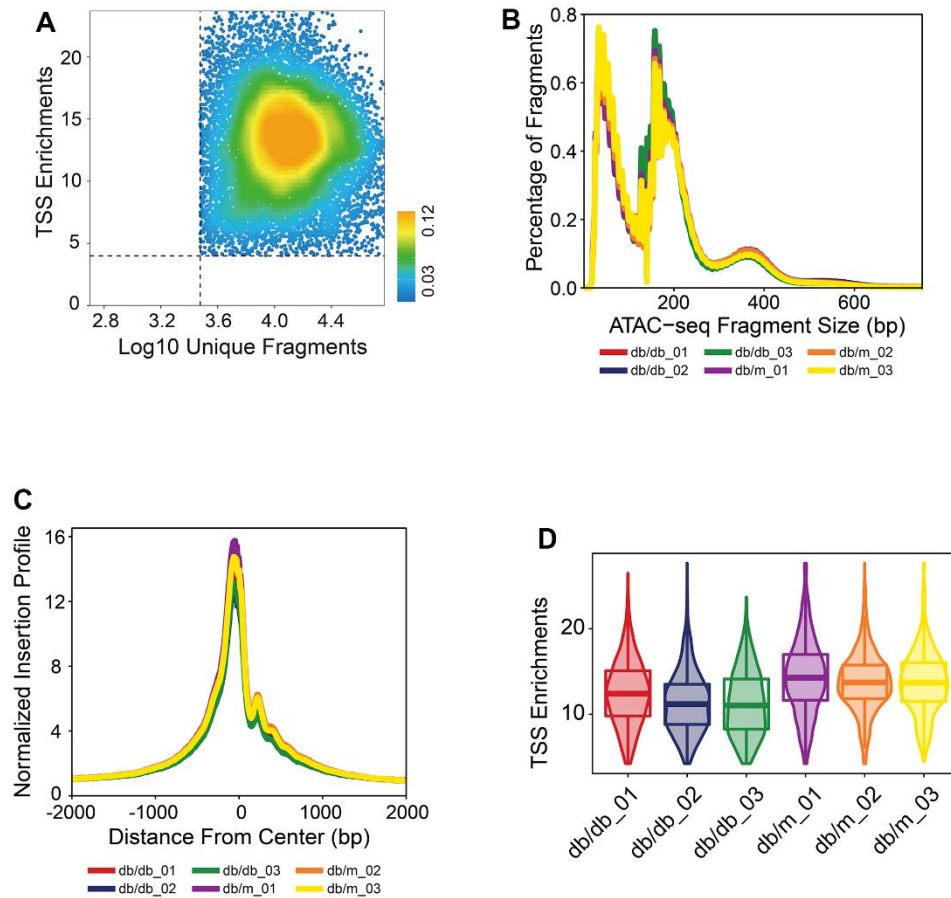 A
TSS Enrichments
20
15
10
5
0
2.8 3.2 3.6 4.0 4.4
Log10 Unique Fragments
0.12
0.03
B
Percentage of Fragments
0.8
0.6
0.4
0.2
0.0
200 400 600
ATAC−seq Fragment Size (bp)
db/db_01 db/db_03 db/m_02
db/db_02 db/m_01 db/m_03
C
Normalized Insertion Profile
16
12
8
4
0
-2000 -1000 0 1000 2000
Distance From Center (bp)
db/db_01 db/db_03 db/m_02
db/db_02 db/m_01 db/m_03
D
TSS Enrichments
20
10
db/db_01 db/db_02 db/db_03 db/m_01 db/m_02 db/m_03